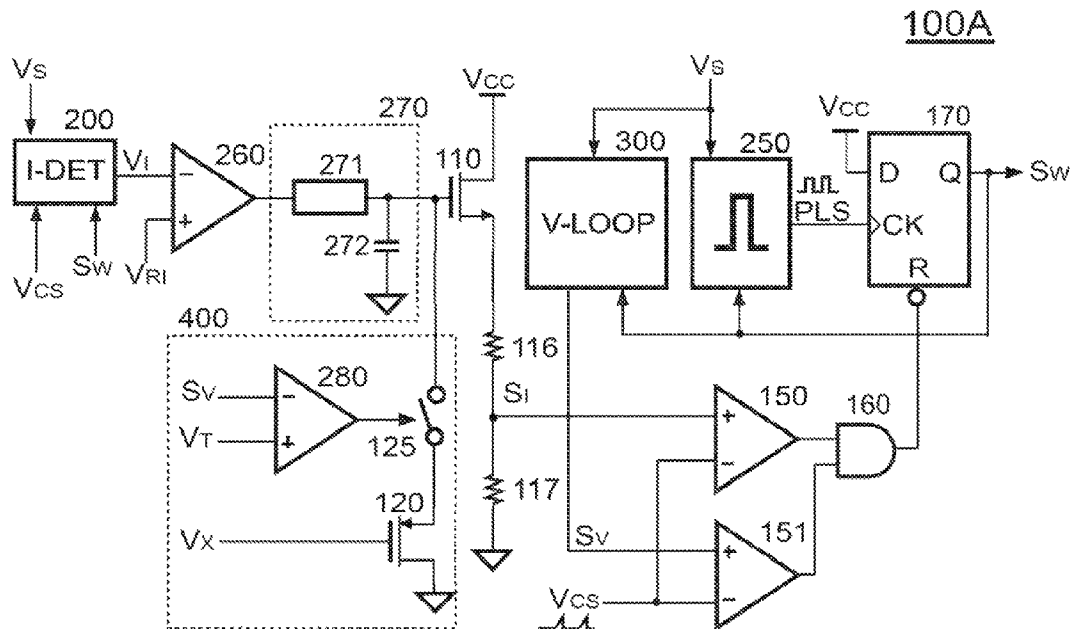 100A
VS
200
I-DET
VI
VCS
SW
VRI
−
+
260
270
271
272
110
VCC
116
SI
117
400
SV
VT
−
+
280
125
120
VX
VS
300
V-LOOP
250
PLS
VCC
170
D
Q
CK
R
SW
SV
VCS
+
−
150
+
−
151
160